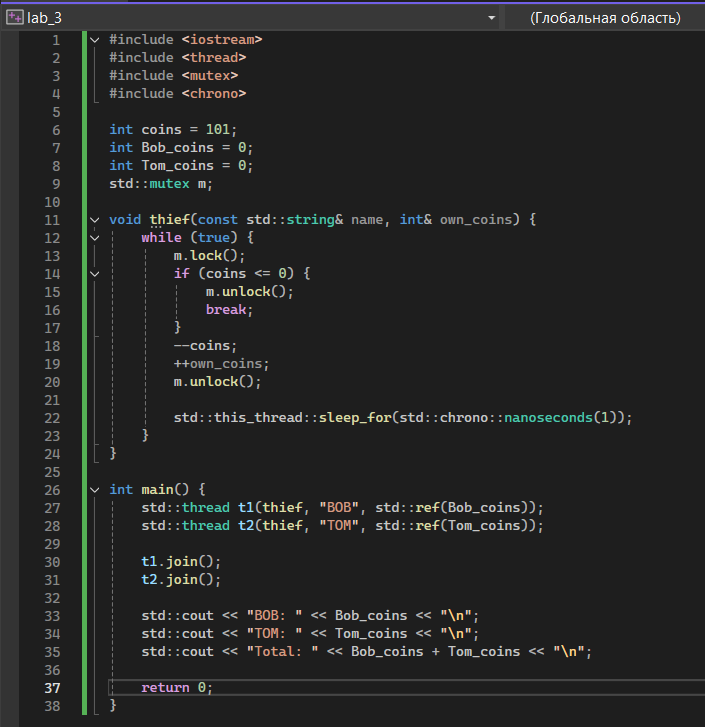 lab_3 (Глобальная область)
1 #include <iostream>
2 #include <thread>
3 #include <mutex>
4 #include <chrono>
5
6 int coins = 101;
7 int Bob_coins = 0;
8 int Tom_coins = 0;
9 std::mutex m;
10
11 void thief(const std::string& name, int& own_coins) {
12     while (true) {
13         m.lock();
14         if (coins <= 0) {
15             m.unlock();
16             break;
17         }
18         --coins;
19         ++own_coins;
20         m.unlock();
21
22         std::this_thread::sleep_for(std::chrono::nanoseconds(1));
23     }
24 }
25
26 int main() {
27     std::thread t1(thief, "BOB", std::ref(Bob_coins));
28     std::thread t2(thief, "TOM", std::ref(Tom_coins));
29
30     t1.join();
31     t2.join();
32
33     std::cout << "BOB: " << Bob_coins << "\n";
34     std::cout << "TOM: " << Tom_coins << "\n";
35     std::cout << "Total: " << Bob_coins + Tom_coins << "\n";
36
37     return 0;
38 }